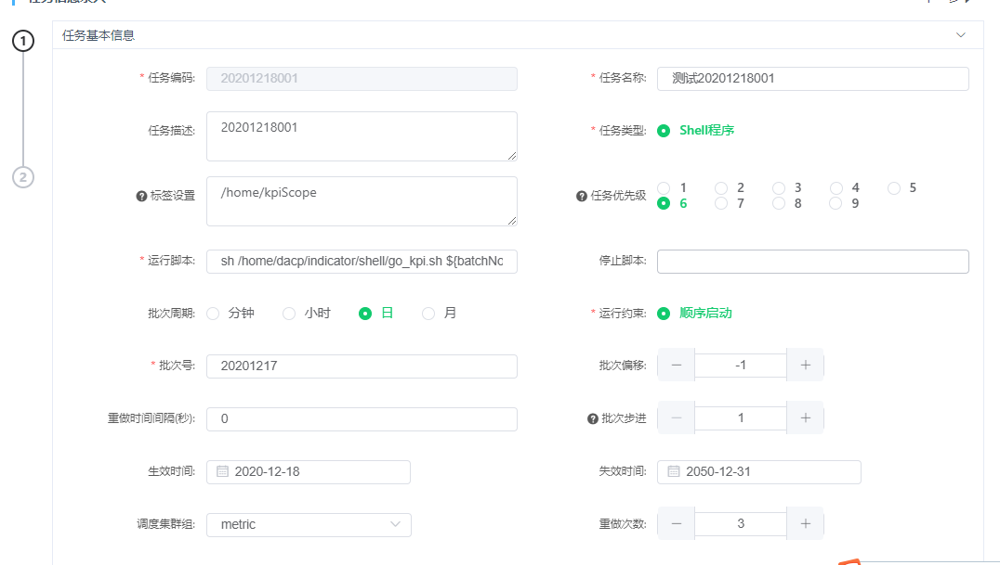 任务信息录入
1
任务基本信息
* 任务编码: 20201218001
* 任务名称: 测试20201218001
任务描述: 20201218001
* 任务类型: Shell程序
2
标签设置 /home/kpiScope
任务优先级 1 2 3 4 5
6 7 8 9
* 运行脚本: sh /home/dacp/indicator/shell/go_kpi.sh ${batchNo
停止脚本:
批次周期: 分钟 小时 日 月
* 运行约束: 顺序启动
* 批次号: 20201217
批次偏移: -1
重做时间间隔(秒): 0
批次步进 1
生效时间: 2020-12-18
失效时间: 2050-12-31
调度集群组: metric
重做次数: 3